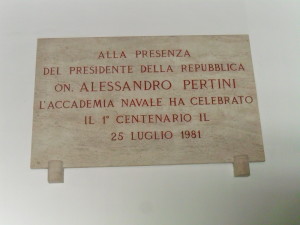 ALLA PRESENZA
DEL PRESIDENTE DELLA REPUBBLICA
ON. ALESSANDRO PERTINI
L'ACCADEMIA NAVALE HA CELEBRATO
IL 1° CENTENARIO IL
25 LUGLIO 1981